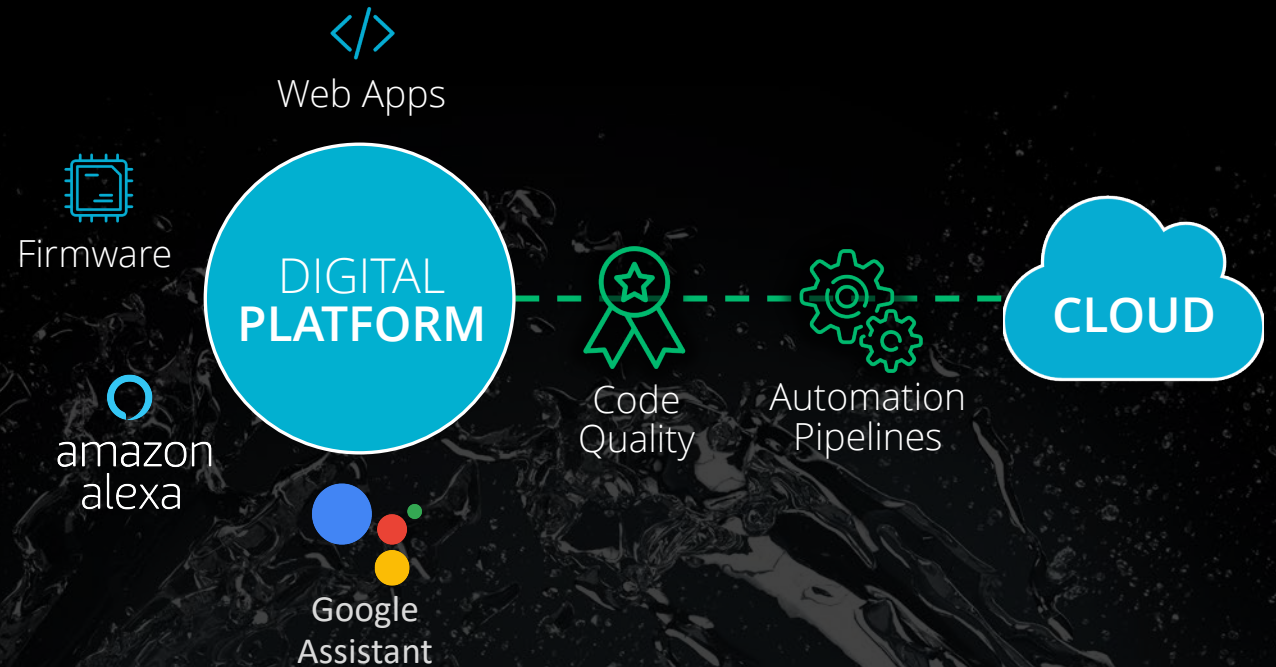 Web Apps
Firmware
DIGITAL
PLATFORM
CLOUD
Code
Quality
Automation
Pipelines
amazon
alexa
Google
Assistant